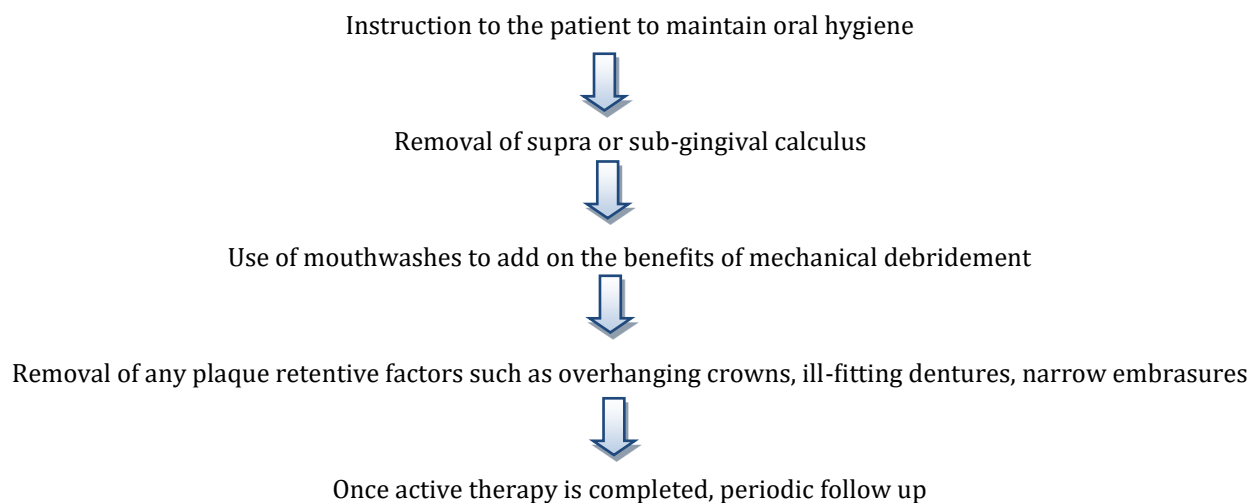 Instruction to the patient to maintain oral hygiene
Removal of supra or sub-gingival calculus
Use of mouthwashes to add on the benefits of mechanical debridement
Removal of any plaque retentive factors such as overhanging crowns, ill-fitting dentures, narrow embrasures
Once active therapy is completed, periodic follow up